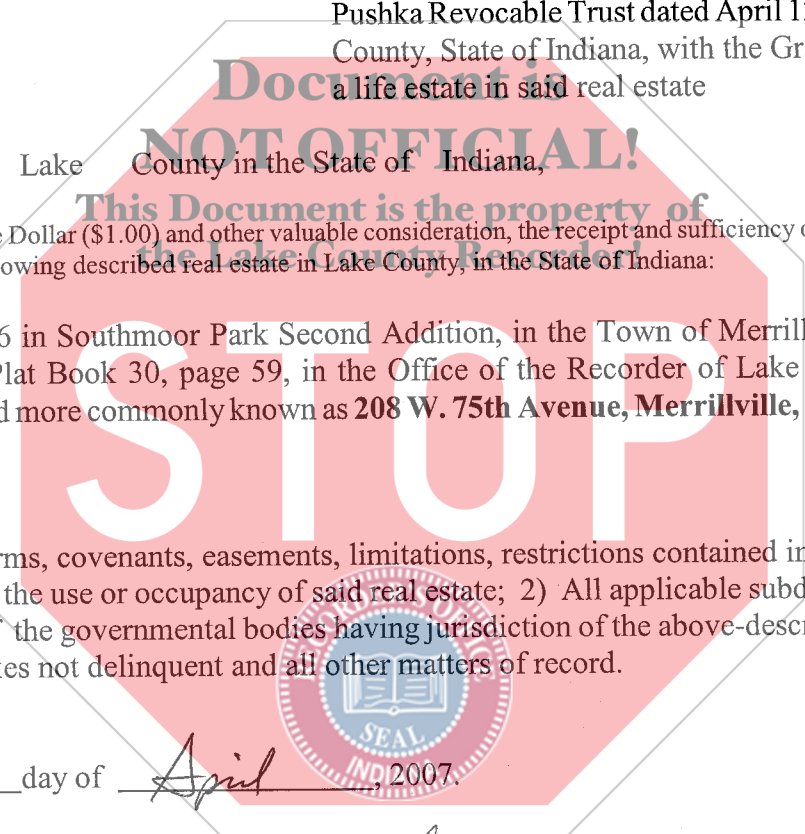 Pushka Revocable Trust dated April 1
County, State of Indiana, with the Gr
Document is
a life estate in said real estate
NOT OFFICIAL!
Lake County in the State of Indiana,
This Document is the property of
Dollar ($1.00) and other valuable consideration, the receipt and sufficiency
the Lake County Recorder!
owing described real estate in Lake County, in the State of Indiana:
6 in Southmoor Park Second Addition, in the Town of Merrill
Plat Book 30, page 59, in the Office of the Recorder of Lake
d more commonly known as 208 W. 75th Avenue, Merrillville,
STOP
rms, covenants, easements, limitations, restrictions contained in
the use or occupancy of said real estate; 2) All applicable subd
the governmental bodies having jurisdiction of the above-descr
es not delinquent and all other matters of record.
RECORDER'S OFFICE
SEAL
INDIANA
day of April, 2007.